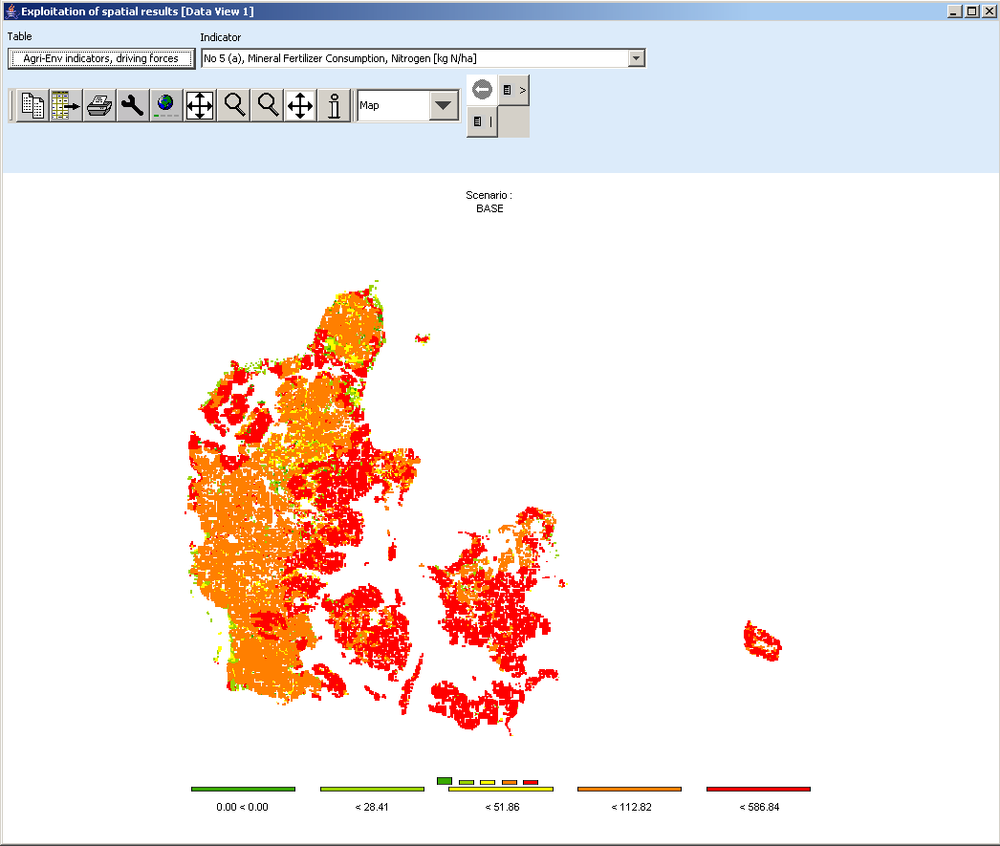 Exploitation of spatial results [Data View 1]
Table
Indicator
Agri-Env indicators, driving forces
No 5 (a), Mineral Fertilizer Consumption, Nitrogen [kg N/ha]
Map
>
|
Scenario :
BASE
0.00 < 0.00
< 28.41
< 51.86
< 112.82
< 586.84